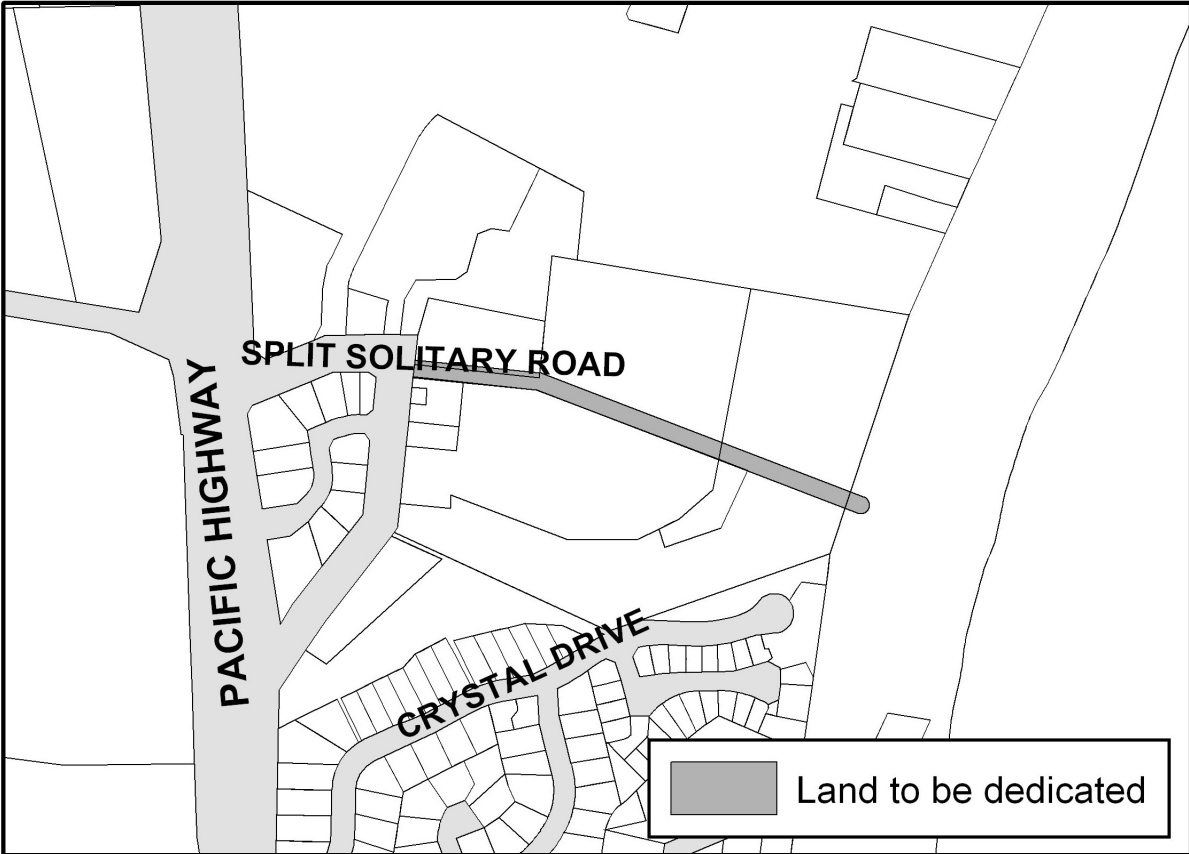 SPLIT SOLITARY ROAD
PACIFIC HIGHWAY
CRYSTAL DRIVE
Land to be dedicated